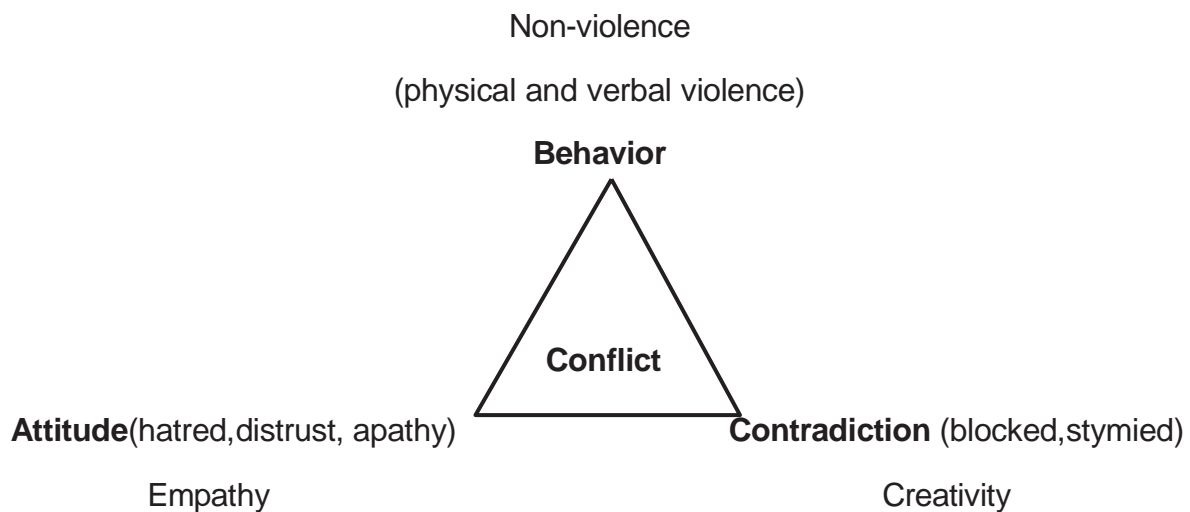 Non-violence
(physical and verbal violence)
Behavior
Conflict
Attitude(hatred,distrust, apathy)
Contradiction (blocked,stymied)
Empathy
Creativity